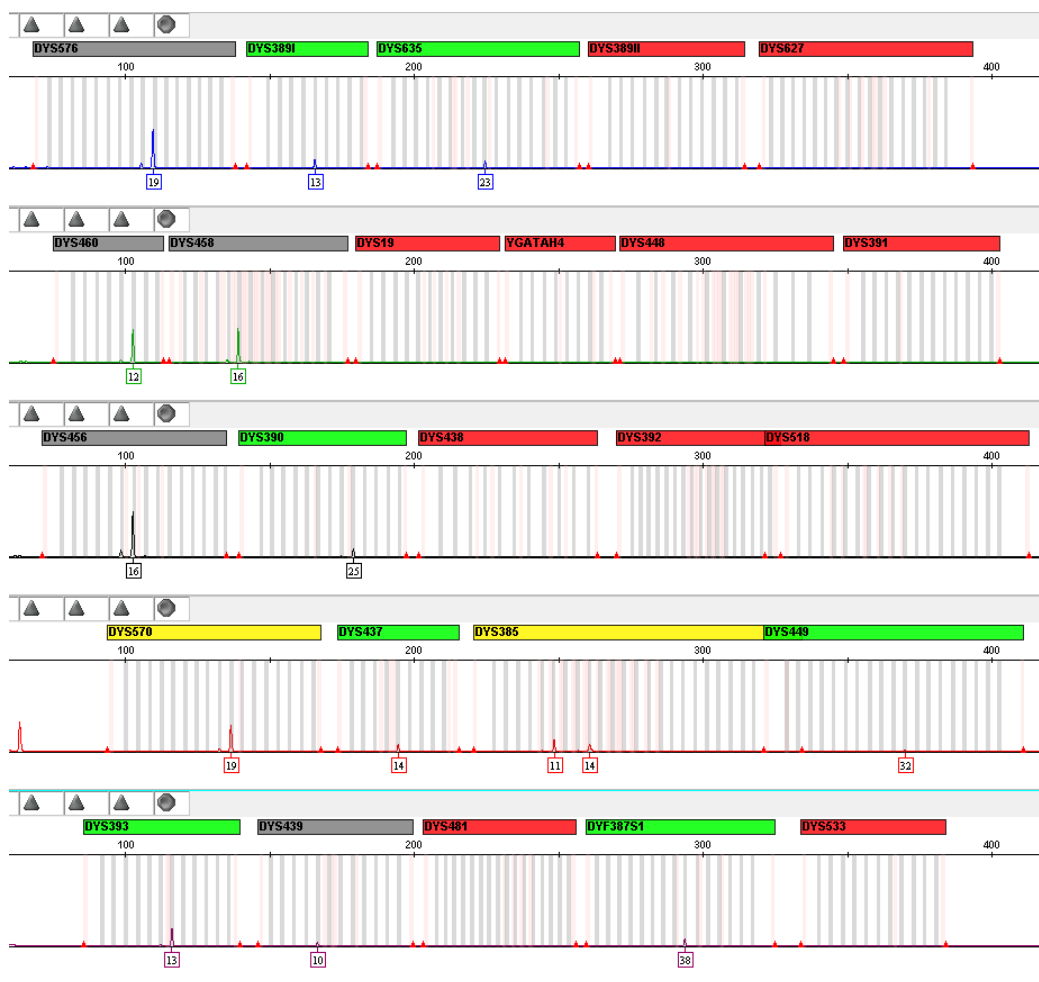 DYS576 DYS389I DYS635 DYS389II DYS627
100 200 300 400
19 13 23
DYS460 DYS458 DYS19 YGATAH4 DYS448 DYS391
100 200 300 400
12 16
DYS456 DYS390 DYS438 DYS392 DYS518
100 200 300 400
16 25
DYS570 DYS437 DYS385 DYS449
100 200 300 400
19 14 11 14 32
DYS393 DYS439 DYS481 DYF387S1 DYS533
100 200 300 400
13 10 38